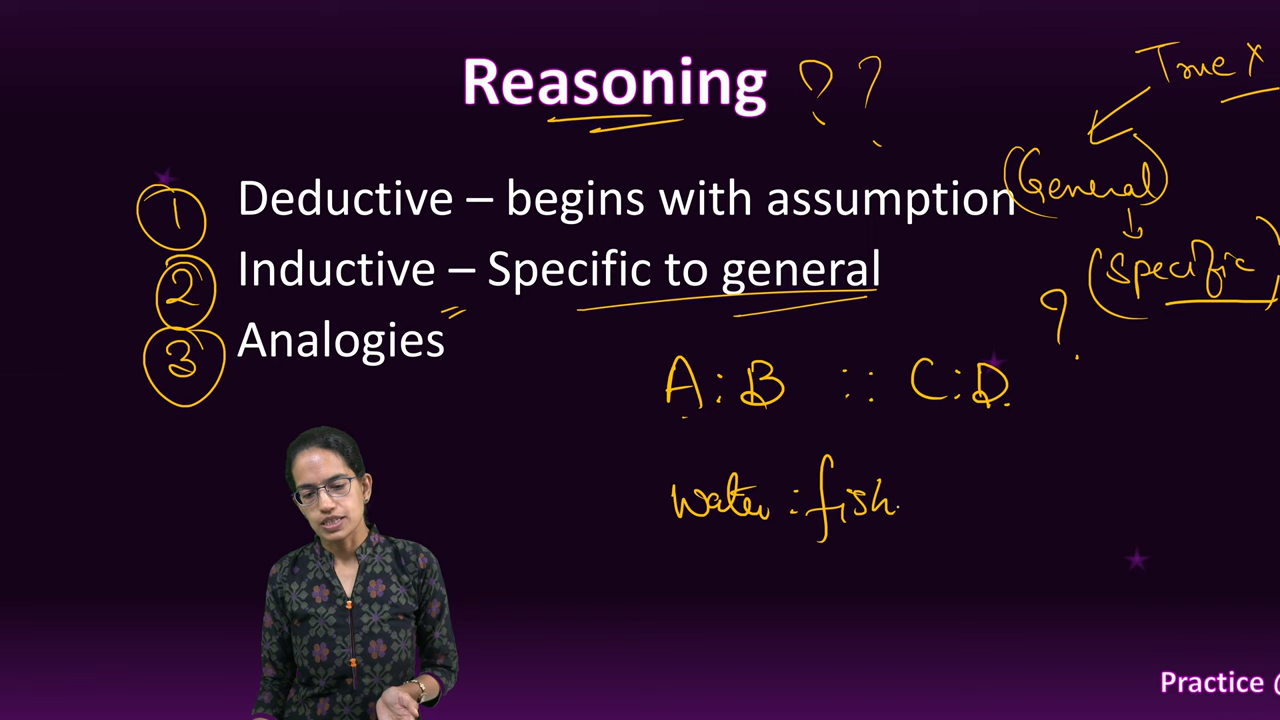 Reasoning ??
True x
Deductive – begins with assumption
(General)
1
Inductive – Specific to general
(Specific)
2
Analogies
?
3
A : B :: C : D
Water : fish
Practice @